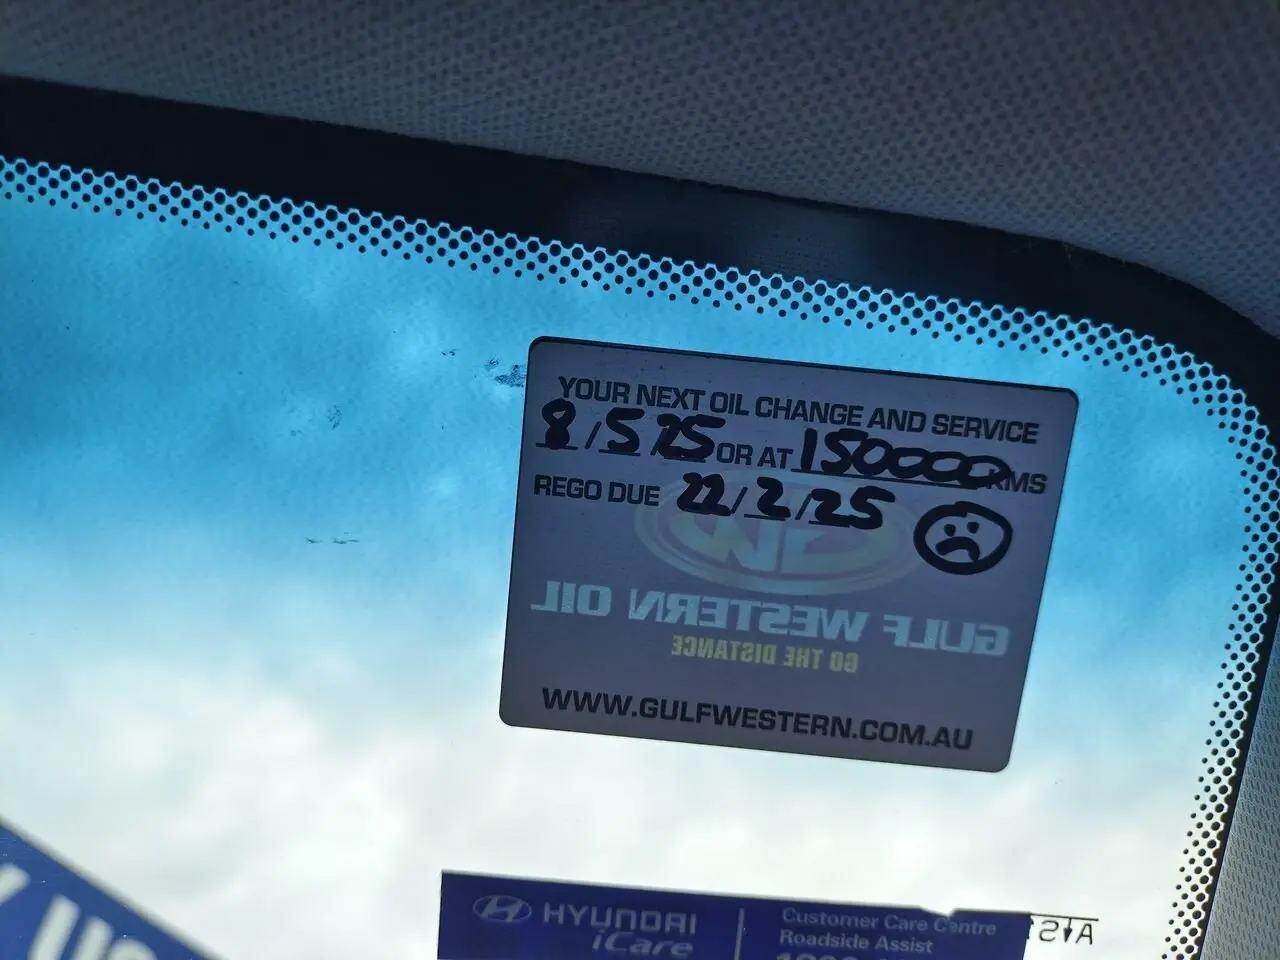 YOUR NEXT OIL CHANGE AND SERVICE
8/5/25 OR AT 150000 KMS
REGO DUE 22/2/25
GW
GULF WESTERN OIL
GO THE DISTANCE
WWW.GULFWESTERN.COM.AU
HYUNDAI
iCare
Customer Care Centre
Roadside Assist